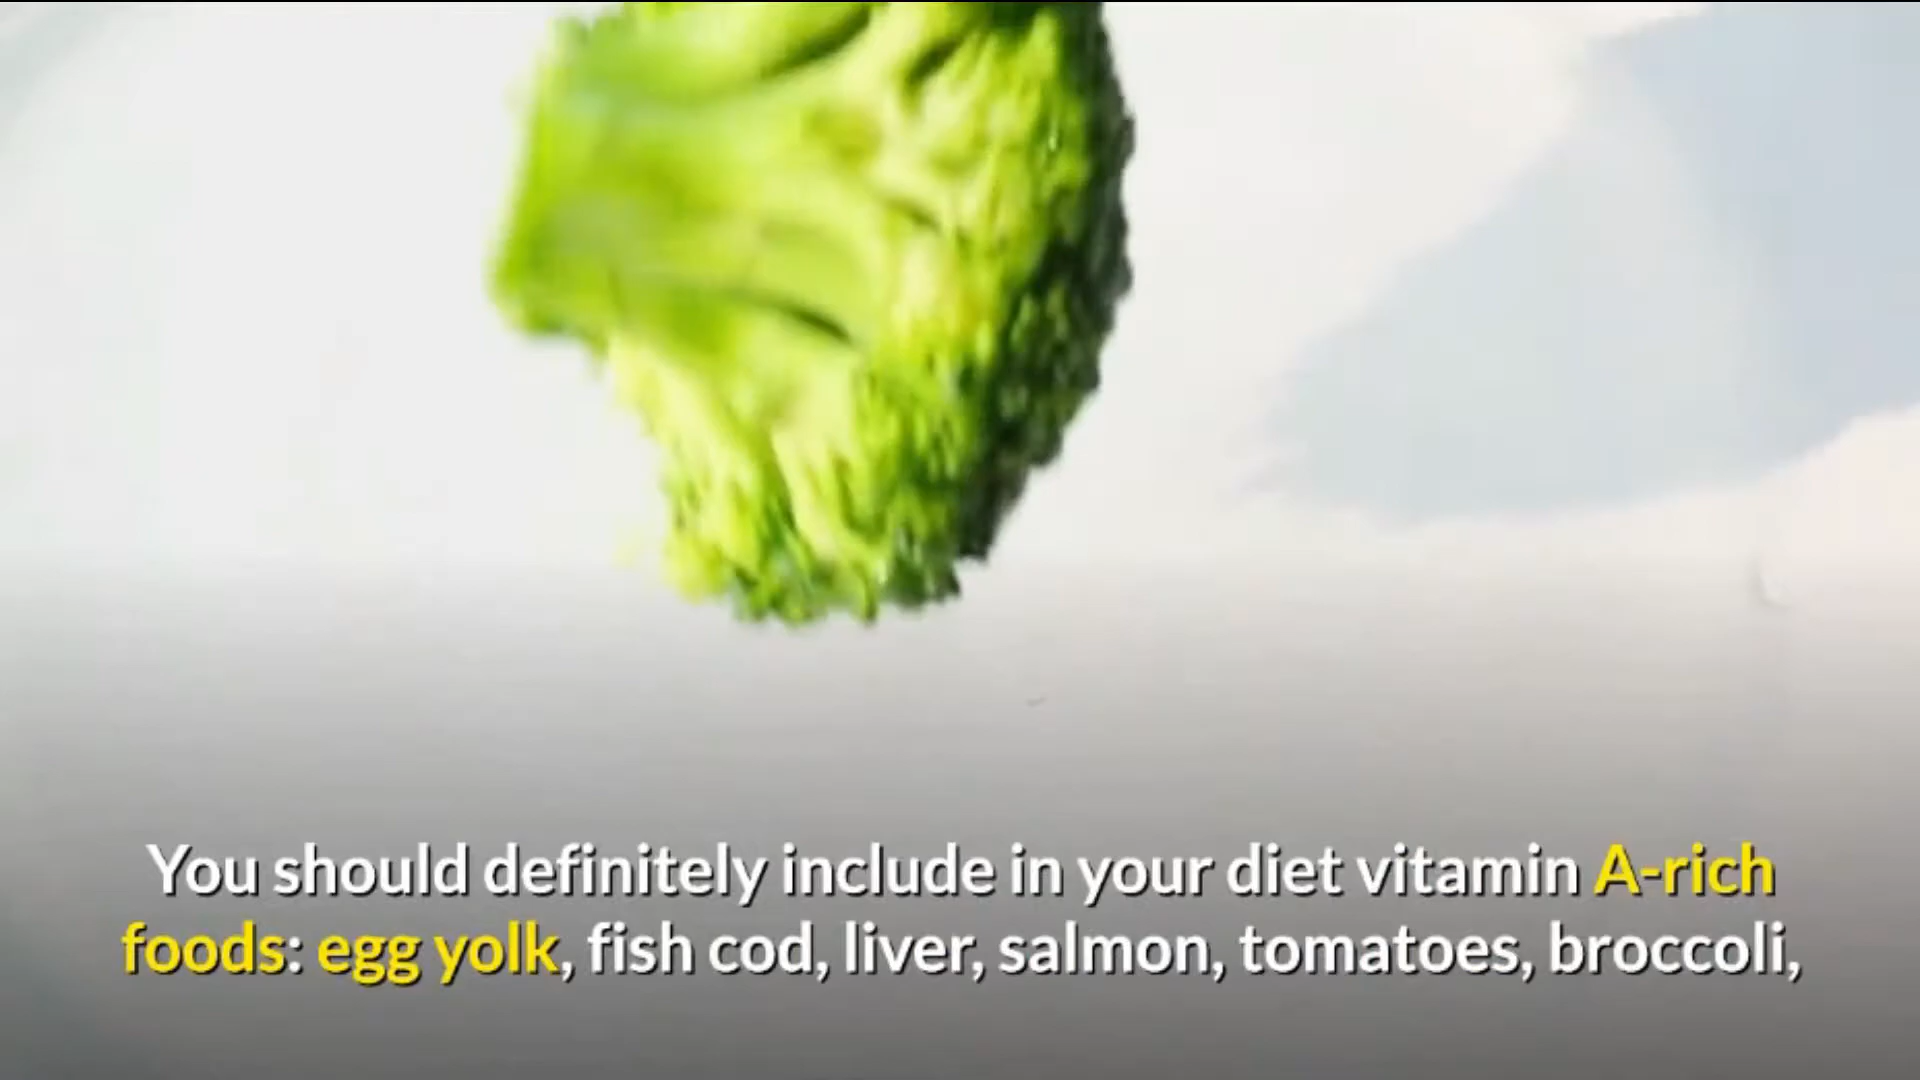 You should definitely include in your diet vitamin A-rich
foods: egg yolk, fish cod, liver, salmon, tomatoes, broccoli,